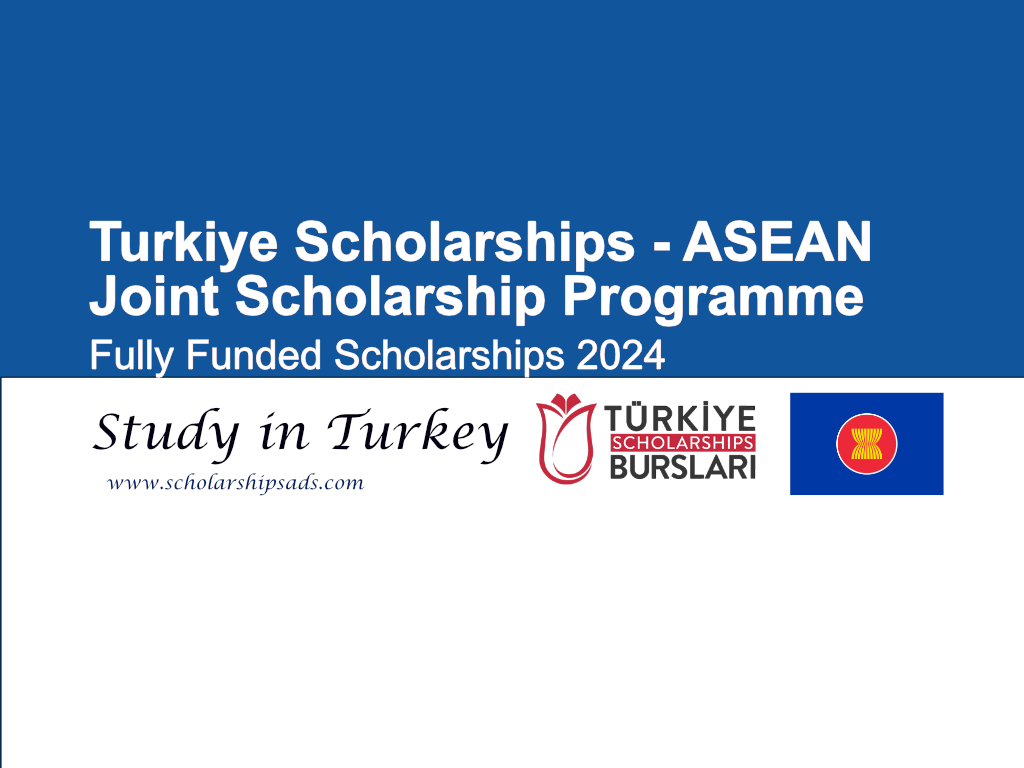 Turkiye Scholarships - ASEAN
Joint Scholarship Programme
Fully Funded Scholarships 2024
Study in Turkey
www.scholarshipsads.com
TÜRKİYE
SCHOLARSHIPS
BURSLARI